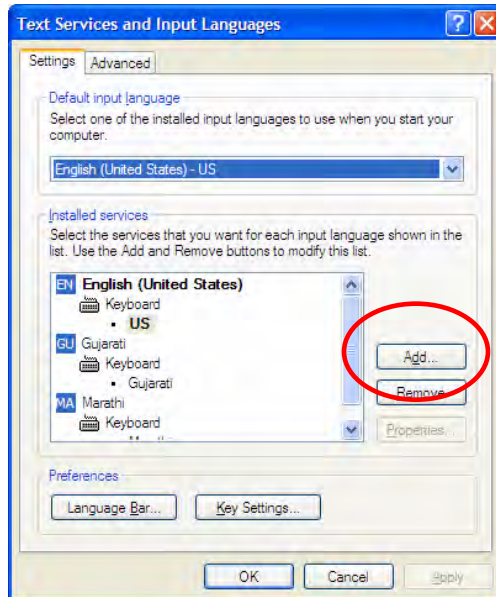 Text Services and Input Languages
Settings
Advanced
Default input language
Select one of the installed input languages to use when you start your
computer.
English (United States) - US
Installed services
Select the services that you want for each input language shown in the
list. Use the Add and Remove buttons to modify this list.
EN English (United States)
Keyboard
• US
GU Gujarati
Keyboard
• Gujarati
MA Marathi
Keyboard
Add...
Remove
Properties...
Preferences
Language Bar...
Key Settings...
OK
Cancel
Apply